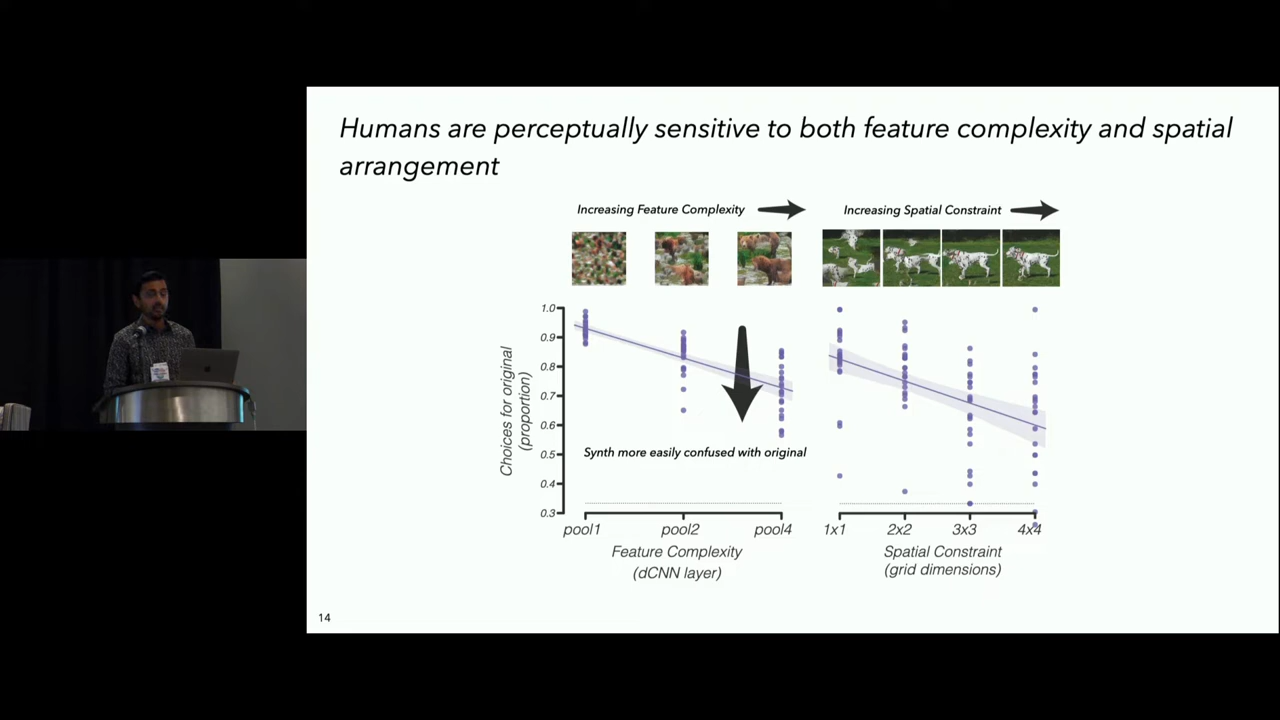 Humans are perceptually sensitive to both feature complexity and spatial
arrangement
Increasing Feature Complexity
Increasing Spatial Constraint
Choices for original
(proportion)
1.0
0.9
0.8
0.7
0.6
0.5
0.4
0.3
Synth more easily confused with original
pool1 pool2 pool4
Feature Complexity
(dCNN layer)
1x1 2x2 3x3 4x4
Spatial Constraint
(grid dimensions)
14